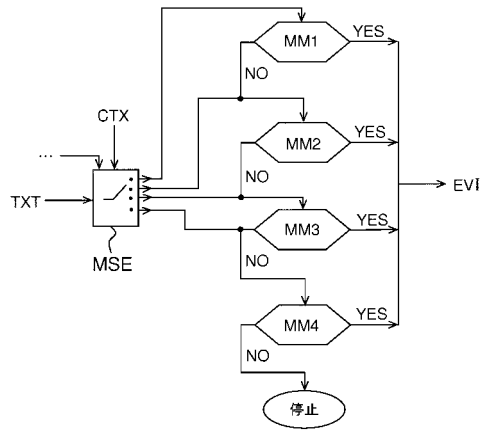 MM1
YES
NO
CTX
MM2
YES
...
NO
TXT
EVI
MSE
MM3
YES
NO
MM4
YES
NO
停止